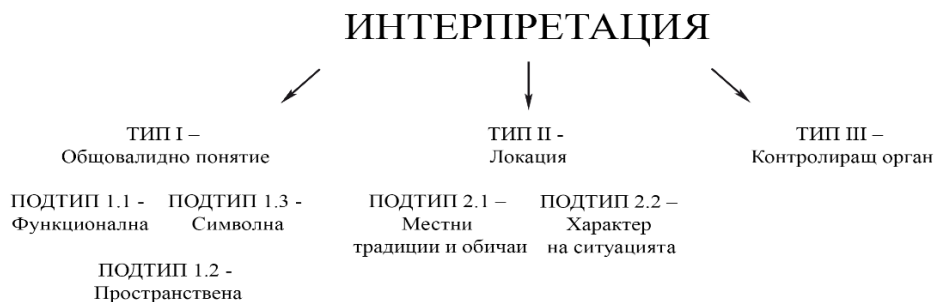 ИНТЕРПРЕТАЦИЯ
ТИП I –
Общовалидно понятие
ТИП II -
Локация
ТИП III –
Контролиращ орган
ПОДТИП 1.1 -
Функционална
ПОДТИП 1.3 -
Символна
ПОДТИП 2.1 –
Местни
традиции и обичаи
ПОДТИП 2.2 –
Характер
на ситуацията
ПОДТИП 1.2 -
Пространствена